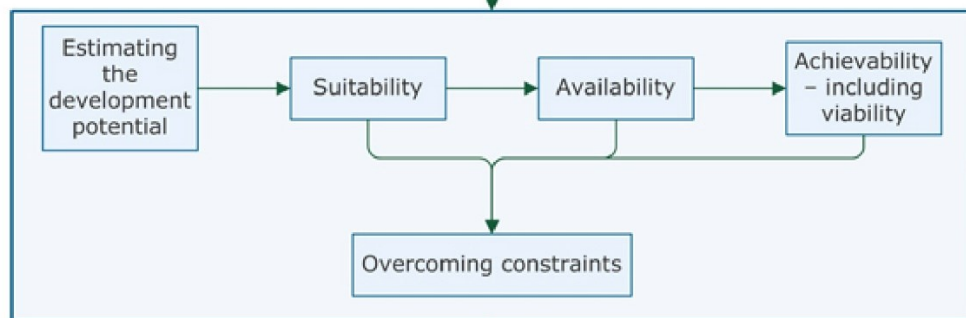 Estimating
the
development
potential
Suitability
Availability
Achievability
– including
viability
Overcoming constraints